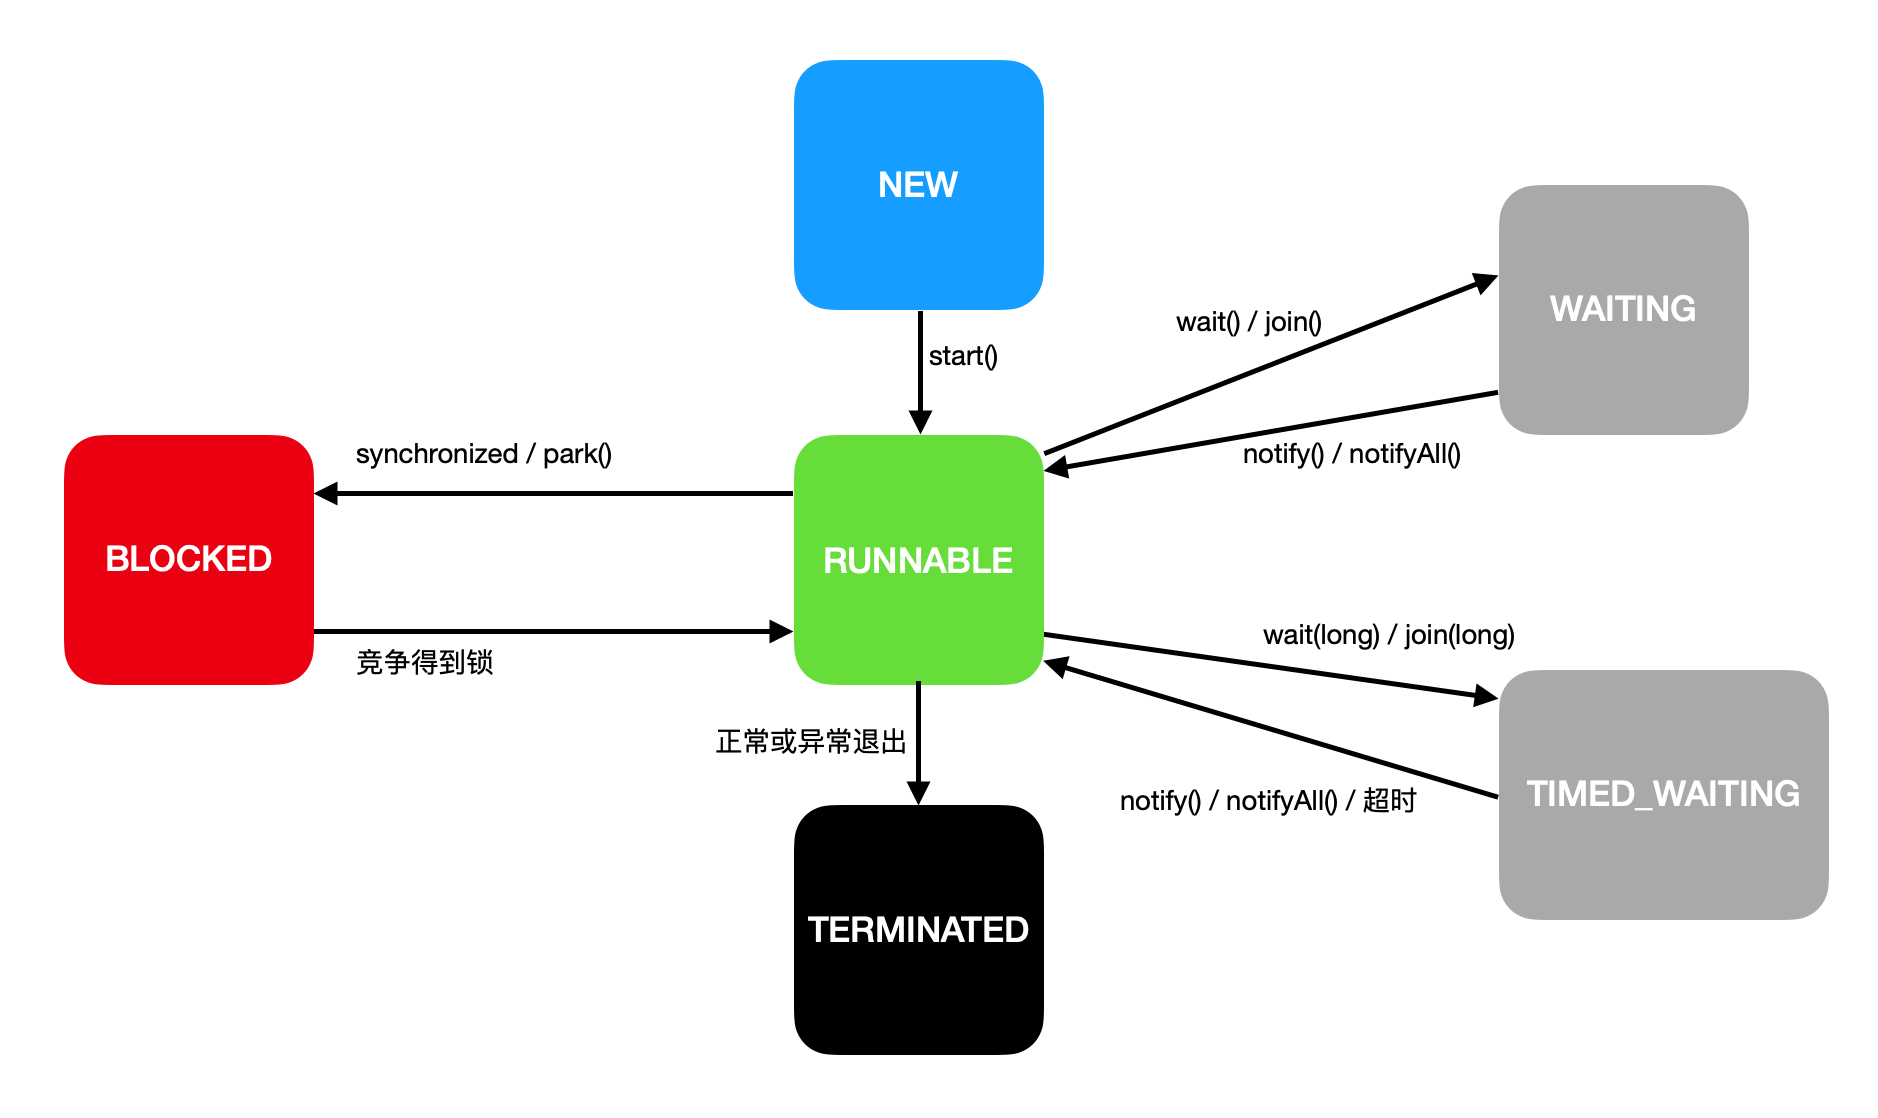 NEW
WAITING
wait() / join()
start()
notify() / notifyAll()
synchronized / park()
BLOCKED
RUNNABLE
竞争得到锁
wait(long) / join(long)
正常或异常退出
notify() / notifyAll() / 超时
TIMED_WAITING
TERMINATED